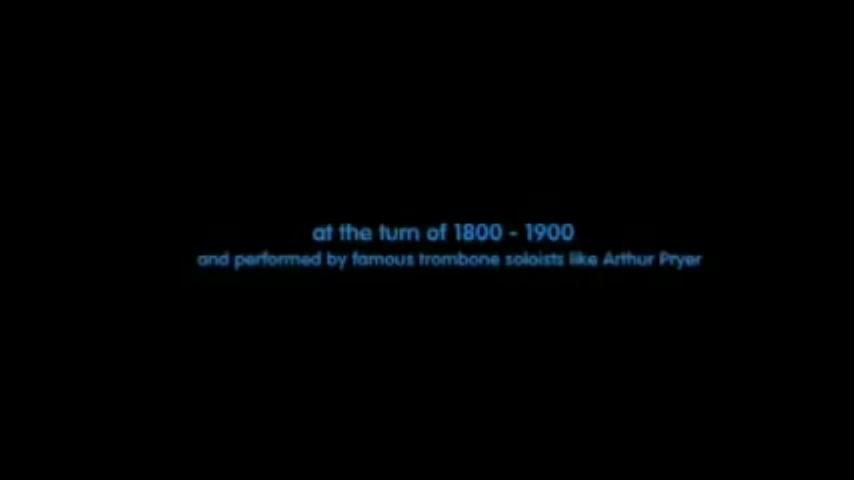 at the turn of 1800 - 1900
and performed by famous trombone soloists like Arthur Pryer